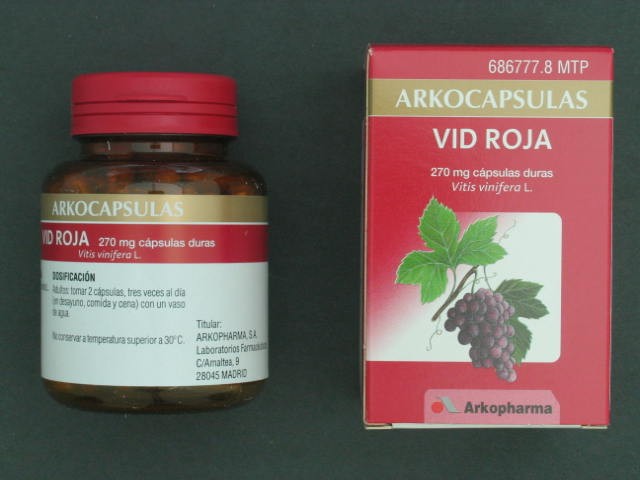 ARKOCAPSULAS
VID ROJA 270 mg cápsulas duras
Vitis vinifera L.
DOSIFICACIÓN
Adultos: tomar 2 cápsulas, tres veces al día
(en desayuno, comida y cena) con un vaso
de agua.
No conservar a temperatura superior a 30º C.
Titular:
ARKOPHARMA, S.A.
Laboratorios
C/Amaltea, 9
28045 MADRID
686777.8 MTP
ARKOCAPSULAS
VID ROJA
270 mg cápsulas duras
Vitis vinifera L.
Arkopharma